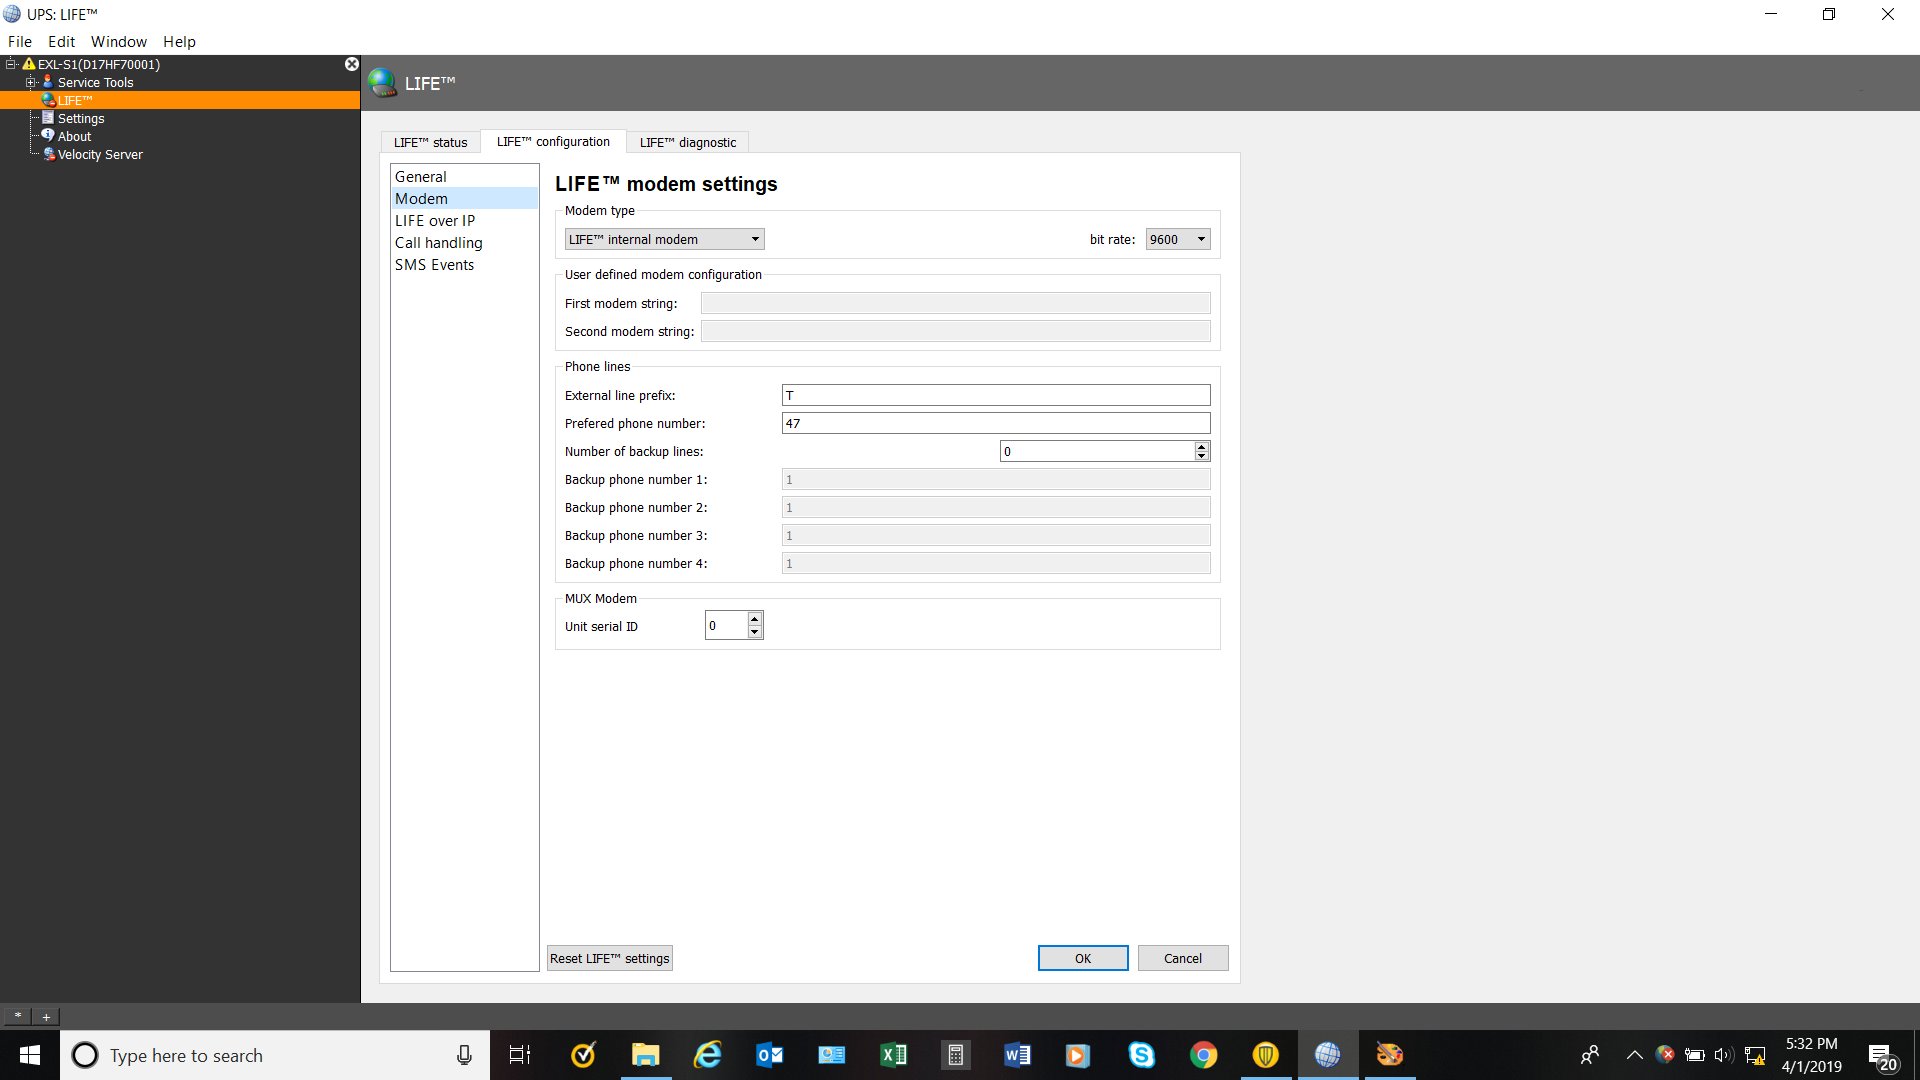 UPS: LIFE™
File Edit Window Help
EXL-S1(D17HF70001)
Service Tools
LIFE™
Settings
About
Velocity Server
LIFE™
LIFE™ status LIFE™ configuration LIFE™ diagnostic
General
Modem
LIFE over IP
Call handling
SMS Events
LIFE™ modem settings
Modem type
LIFE™ internal modem bit rate: 9600
User defined modem configuration
First modem string:
Second modem string:
Phone lines
External line prefix: T
Prefered phone number: 47
Number of backup lines: 0
Backup phone number 1: 1
Backup phone number 2: 1
Backup phone number 3: 1
Backup phone number 4: 1
MUX Modem
Unit serial ID 0
Reset LIFE™ settings OK Cancel
* +
Type here to search
5:32 PM
4/1/2019
20